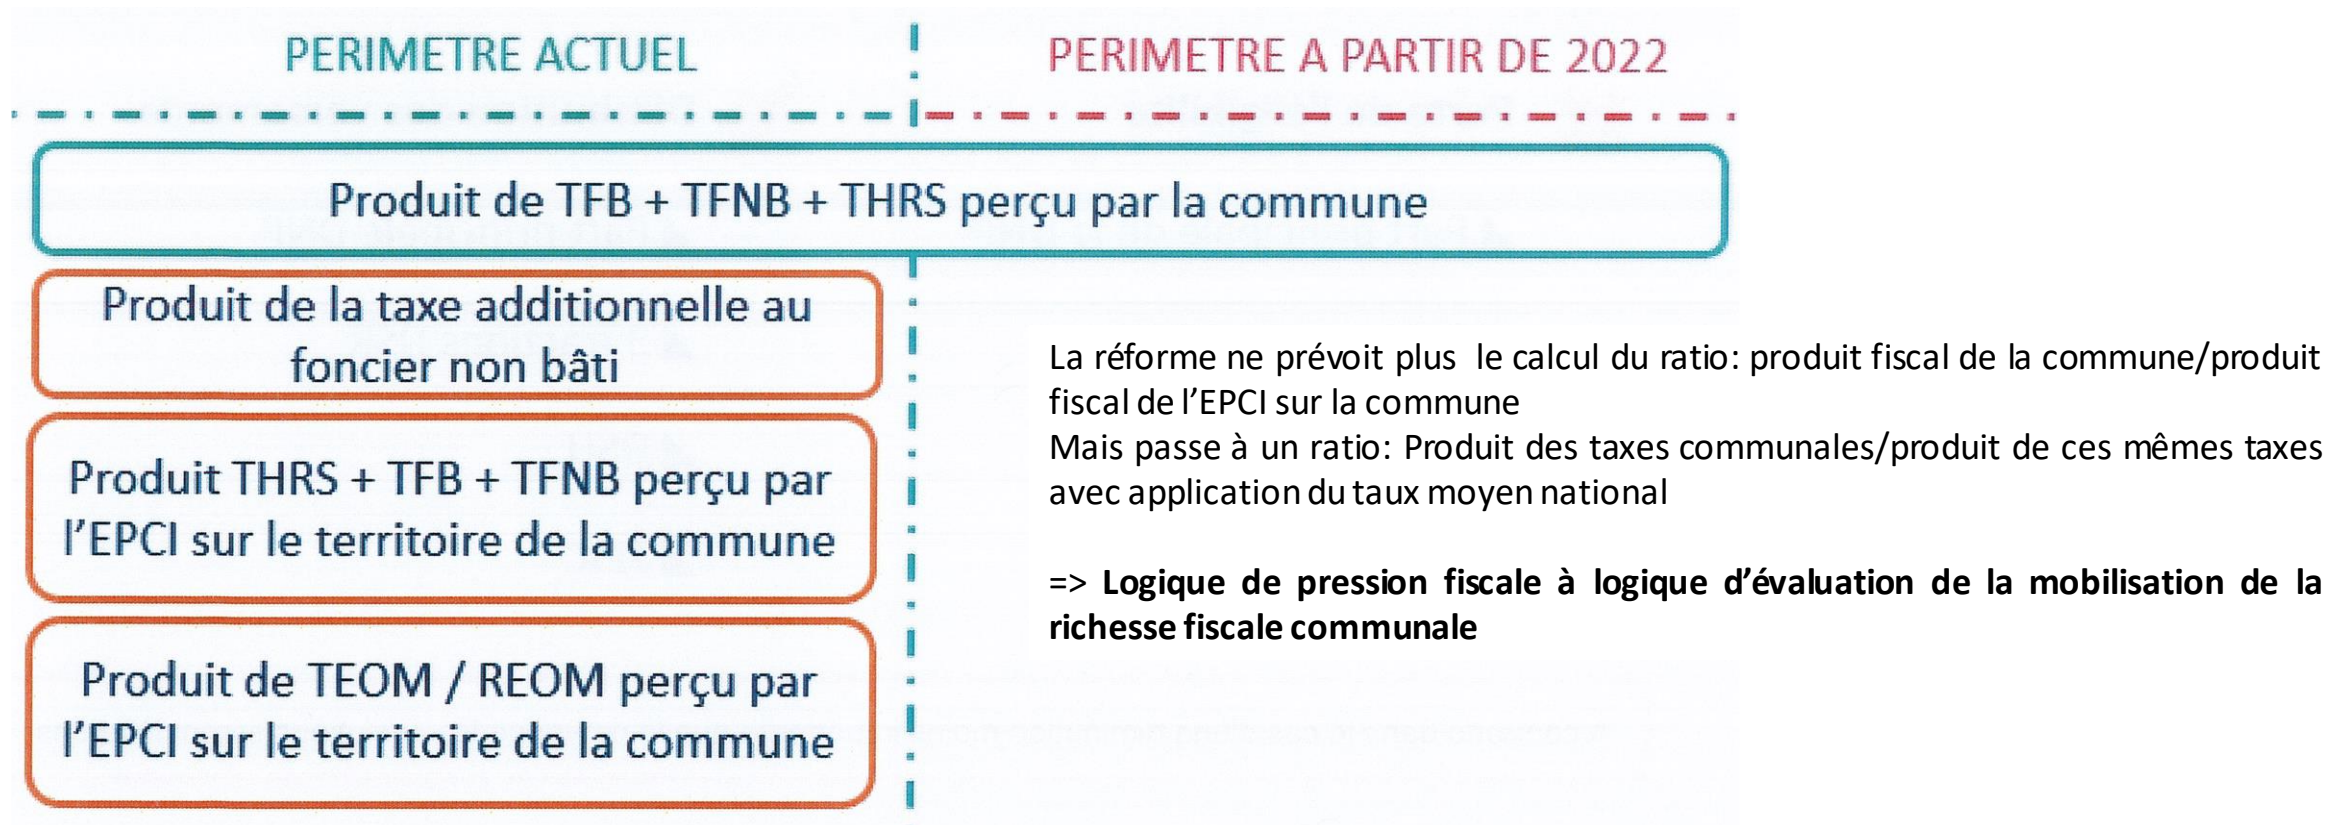 PERIMETRE ACTUEL
PERIMETRE A PARTIR DE 2022
Produit de TFB + TFNB + THRS perçu par la commune
Produit de la taxe additionnelle au
foncier non bâti
Produit THRS + TFB + TFNB perçu par
l'EPCI sur le territoire de la commune
Produit de TEOM / REOM perçu par
l'EPCI sur le territoire de la commune
La réforme ne prévoit plus le calcul du ratio: produit fiscal de la commune/produit
fiscal de l'EPCI sur la commune
Mais passe à un ratio: Produit des taxes communales/produit de ces mêmes taxes
avec application du taux moyen national
=> Logique de pression fiscale à logique d'évaluation de la mobilisation de la
richesse fiscale communale